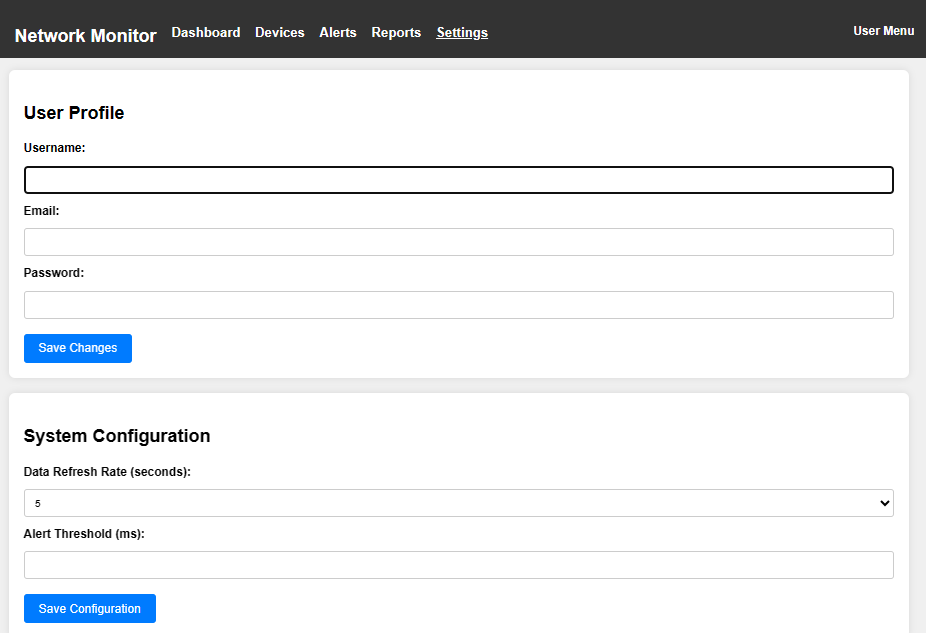 Network Monitor Dashboard Devices Alerts Reports Settings User Menu
User Profile
Username:
Email:
Password:
Save Changes
System Configuration
Data Refresh Rate (seconds):
5
Alert Threshold (ms):
Save Configuration